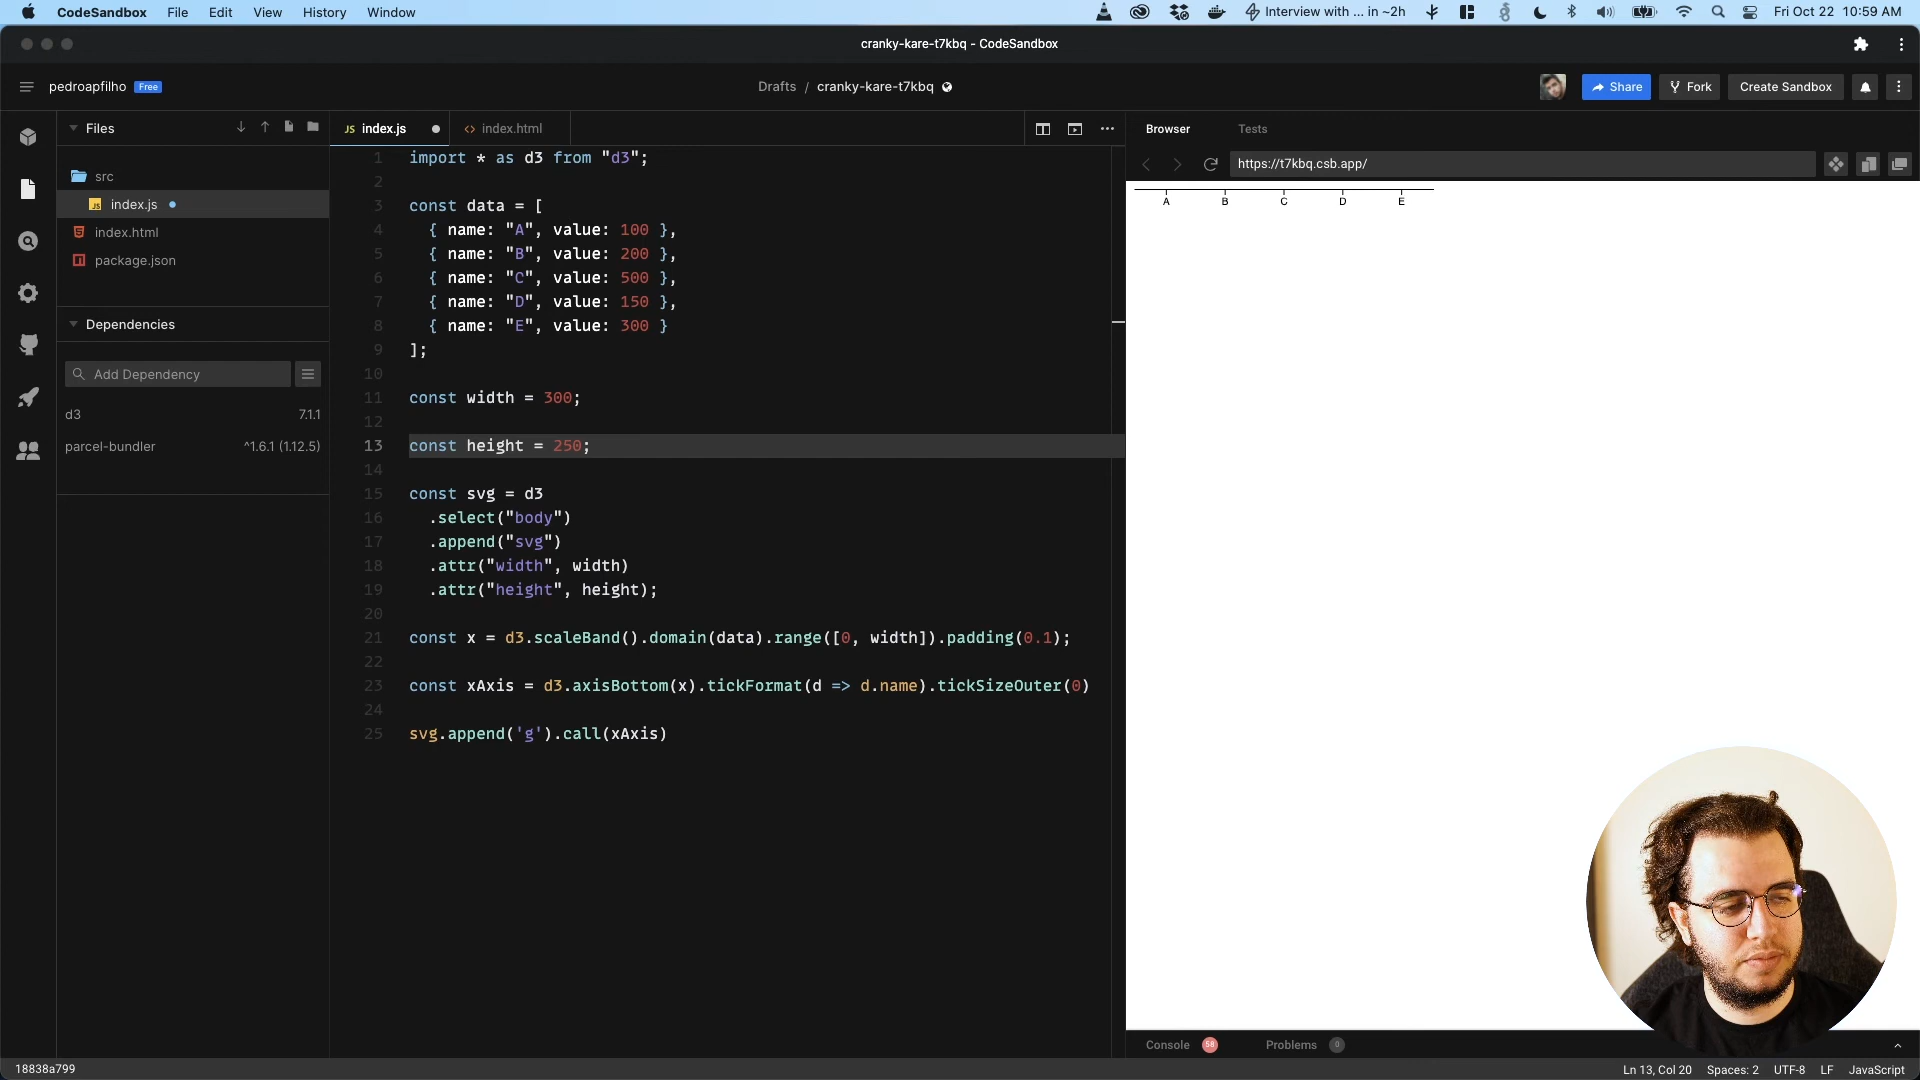 CodeSandbox File Edit View History Window
Interview with ... in ~2h
Fri Oct 22 10:59 AM
cranky-kare-t7kbq - CodeSandbox
pedroapfilho Free
Drafts / cranky-kare-t7kbq
Share Fork Create Sandbox
Files
src
JS index.js
index.html
package.json
Dependencies
Add Dependency
d3 7.1.1
parcel-bundler ^1.6.1 (1.12.5)
JS index.js
<> index.html
1 import * as d3 from "d3";
2
3 const data = [
4 { name: "A", value: 100 },
5 { name: "B", value: 200 },
6 { name: "C", value: 500 },
7 { name: "D", value: 150 },
8 { name: "E", value: 300 }
9 ];
10
11 const width = 300;
12
13 const height = 250;
14
15 const svg = d3
16 .select("body")
17 .append("svg")
18 .attr("width", width)
19 .attr("height", height);
20
21 const x = d3.scaleBand().domain(data).range([0, width]).padding(0.1);
22
23 const xAxis = d3.axisBottom(x).tickFormat(d => d.name).tickSizeOuter(0)
24
25 svg.append('g').call(xAxis)
Browser Tests
https://t7kbq.csb.app/
A B C D E
Console 58 Problems 0
18838a799
Ln 13, Col 20 Spaces: 2 UTF-8 LF JavaScript